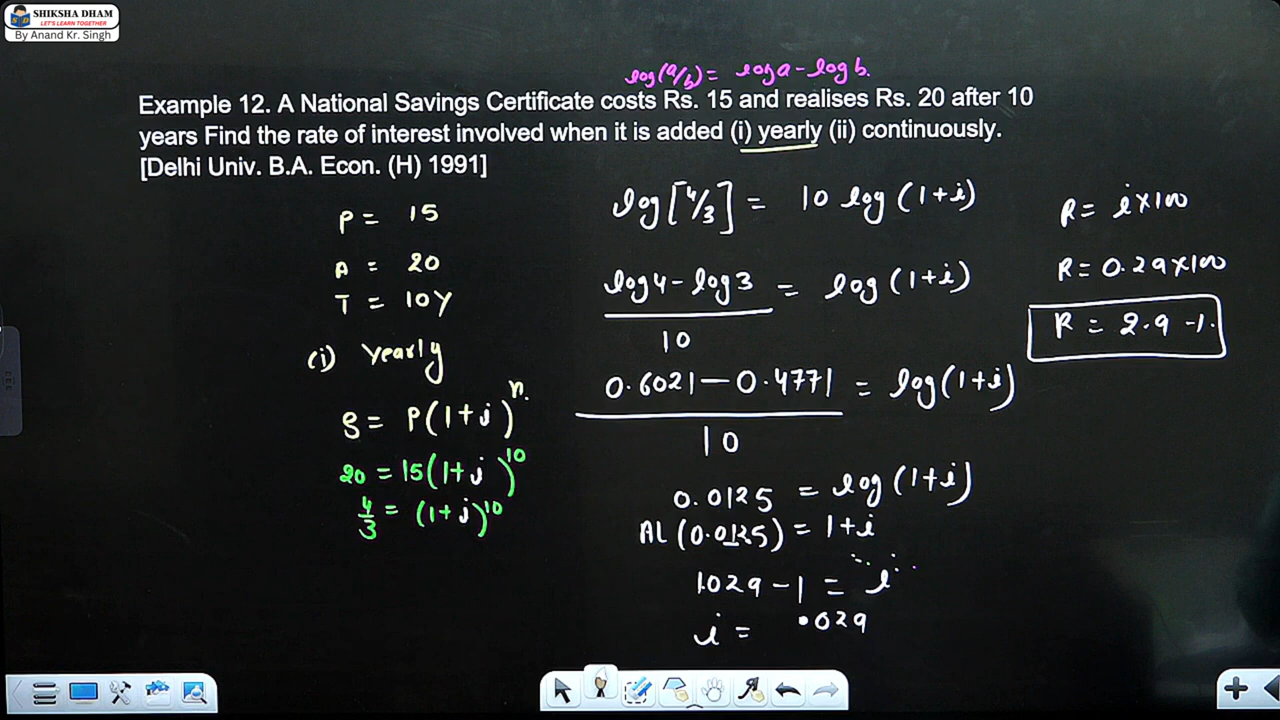 SHIKSHA DHAM
LET'S LEARN TOGETHER
By Anand Kr. Singh
log(a/b) = log a - log b.
Example 12. A National Savings Certificate costs Rs. 15 and realises Rs. 20 after 10
years Find the rate of interest involved when it is added (i) yearly (ii) continuously.
[Delhi Univ. B.A. Econ. (H) 1991]
P = 15
A = 20
T = 10Y
(i) Yearly
S = P(1+i)^n.
20 = 15(1+i)^10
4/3 = (1+i)^10
log[4/3] = 10 log(1+i)
log4 - log3 / 10 = log(1+i)
0.6021 - 0.4771 / 10 = log(1+i)
0.0125 = log(1+i)
AL(0.0125) = 1+i
1.029 - 1 = i
i = .029
R = i×100
R = 0.29×100
R = 2.9 -1.